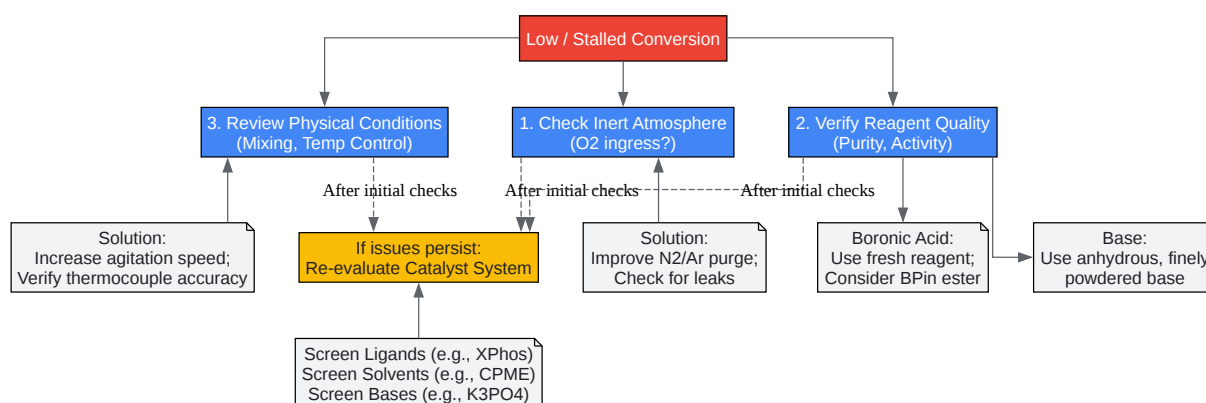 Low / Stalled Conversion
3. Review Physical Conditions
(Mixing, Temp Control)
1. Check Inert Atmosphere
(O2 ingress?)
2. Verify Reagent Quality
(Purity, Activity)
After initial checks
After initial checks
After initial checks
Solution:
Increase agitation speed;
Verify thermocouple accuracy
If issues persist:
Re-evaluate Catalyst System
Solution:
Improve N2/Ar purge;
Check for leaks
Boronic Acid:
Use fresh reagent;
Consider BPin ester
Base:
Use anhydrous, finely
powdered base
Screen Ligands (e.g., XPhos)
Screen Solvents (e.g., CPME)
Screen Bases (e.g., K3PO4)